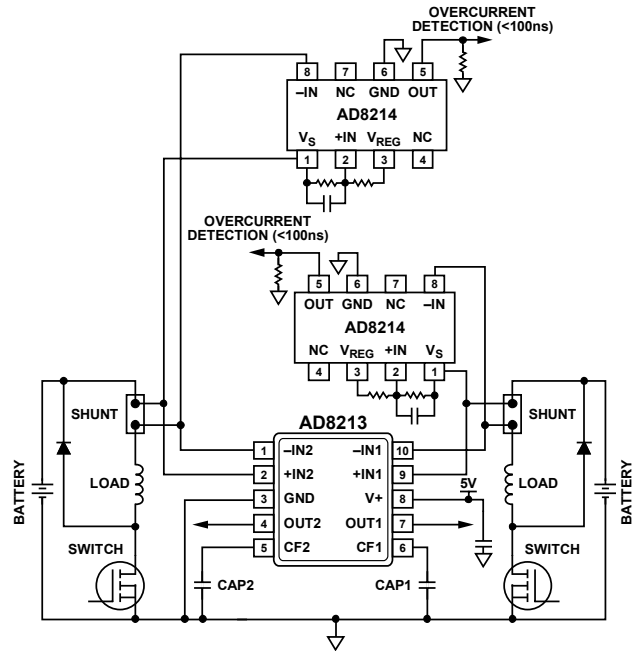 OVERCURRENT
DETECTION (<100ns)
8 7 6 5
–IN NC GND OUT
AD8214
VS +IN VREG NC
1 2 3 4
OVERCURRENT
DETECTION (<100ns)
5 6 7 8
OUT GND NC –IN
AD8214
NC VREG +IN VS
4 3 2 1
AD8213
SHUNT
SHUNT
1 –IN2 –IN1 10
2 +IN2 +IN1 9
BATTERY
LOAD
3 GND V+ 8
5V
LOAD
BATTERY
4 OUT2 OUT1 7
SWITCH
5 CF2 CF1 6
SWITCH
CAP2
CAP1